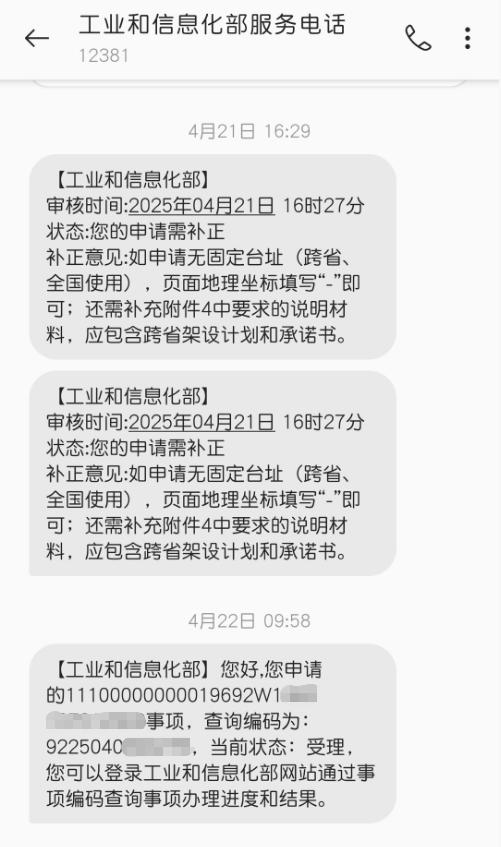 工业和信息化部服务电话
12381
4月21日 16:29
【工业和信息化部】
审核时间:2025年04月21日 16时27分
状态:您的申请需补正
补正意见:如申请无固定台址（跨省、
全国使用），页面地理坐标填写“-”即
可；还需补充附件4中要求的说明材
料，应包含跨省架设计划和承诺书。
【工业和信息化部】
审核时间:2025年04月21日 16时27分
状态:您的申请需补正
补正意见:如申请无固定台址（跨省、
全国使用），页面地理坐标填写“-”即
可；还需补充附件4中要求的说明材
料，应包含跨省架设计划和承诺书。
4月22日 09:58
【工业和信息化部】您好,您申请
的11100000000019692W1
事项，查询编码为：
9225040，当前状态：受理，
您可以登录工业和信息化部网站通过事
项编码查询事项办理进度和结果。